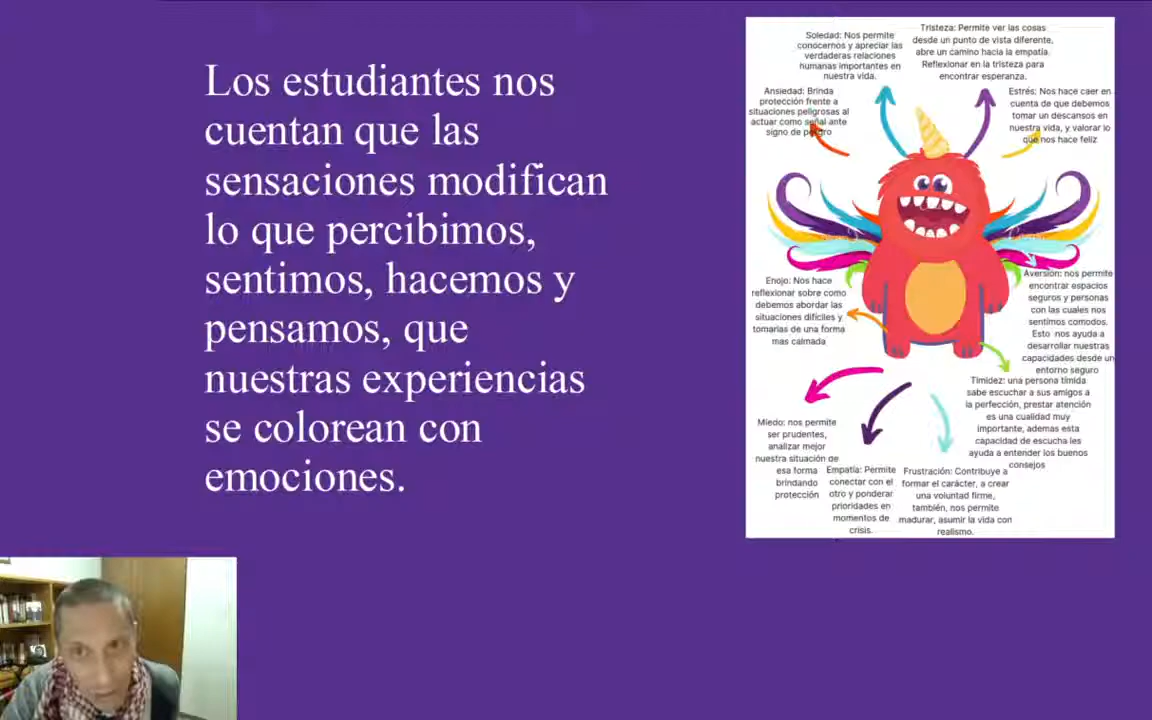 Los estudiantes nos
cuentan que las
sensaciones modifican
lo que percibimos,
sentimos, hacemos y
pensamos, que
nuestras experiencias
se colorean con
emociones.
Soledad: Nos permite
conocernos y apreciar las
verdaderas relaciones
humanas importantes en
nuestra vida.
Tristeza: Permite ver las cosas
desde un punto de vista diferente,
abre un camino hacia la empatía.
Reflexionar en la tristeza para
encontrar esperanza.
Ansiedad: Brinda
protección frente a
situaciones peligrosas al
actuar como señal ante
signo de peligro
Estrés: Nos hace caer en
cuenta de que debemos
tomar un descansos en
nuestra vida, y valorar lo
que nos hace feliz
Enojo: Nos hace
reflexionar sobre como
debemos abordar las
situaciones difíciles y
tomarlas de una forma
mas calmada
Aversión: nos permite
encontrar espacios
seguros y personas
con las cuales nos
sentimos comodos.
Esto nos ayuda a
desarrollar nuestras
capacidades desde un
entorno seguro
Timidez: una persona tímida
sabe escuchar a sus amigos a
la perfección, prestar atención
es una cualidad muy
importante, ademas esta
capacidad de escucha les
ayuda a entender los buenos
consejos
Miedo: nos permite
ser prudentes,
analizar mejor
nuestra situación de
esa forma
brindando
protección
Empatía: Permite
conectar con el
otro y ponderar
prioridades en
momentos de
crisis.
Frustración: Contribuye a
formar el carácter, a crear
una voluntad firme,
también, nos permite
madurar, asumir la vida con
realismo.